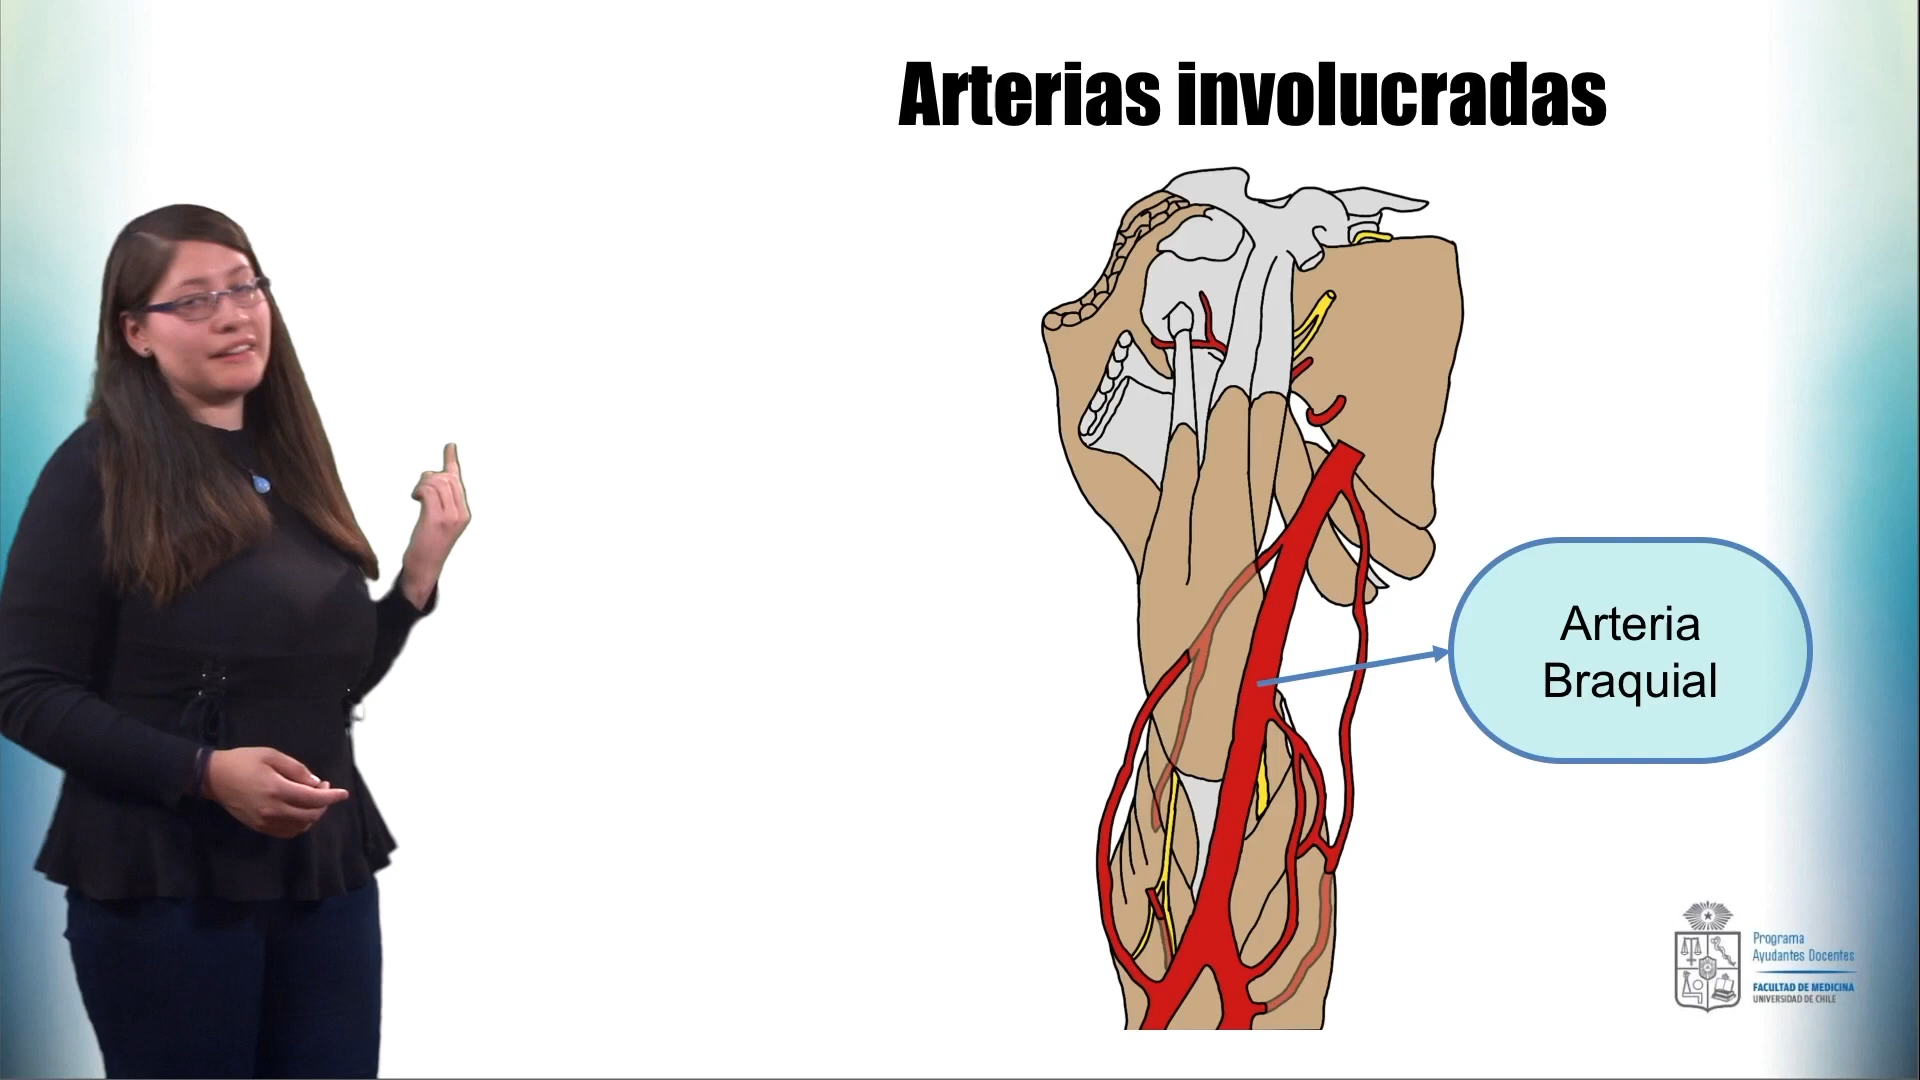 Arterias involucradas
Arteria
Braquial
Programa
Ayudantes Docentes
FACULTAD DE MEDICINA
UNIVERSIDAD DE CHILE